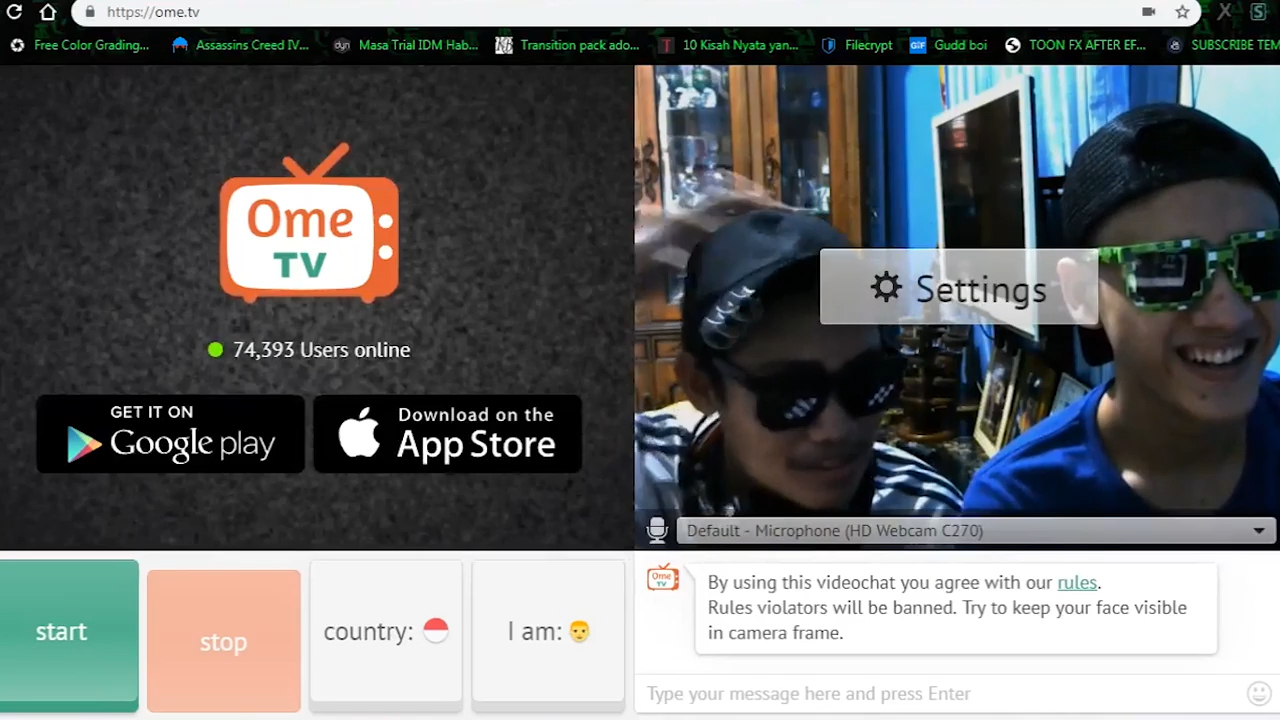 https://ome.tv
Free Color Grading...
Assassins Creed IV...
Masa Trial IDM Hab...
Transition pack ado...
10 Kisah Nyata yan...
Filecrypt
Gudd boi
TOON FX AFTER EF...
SUBSCRIBE TEM
Ome
TV
74,393 Users online
GET IT ON
Google play
Download on the
App Store
Settings
Default - Microphone (HD Webcam C270)
start
stop
country:
I am:
Ome
TV
By using this videochat you agree with our rules.
Rules violators will be banned. Try to keep your face visible
in camera frame.
Type your message here and press Enter